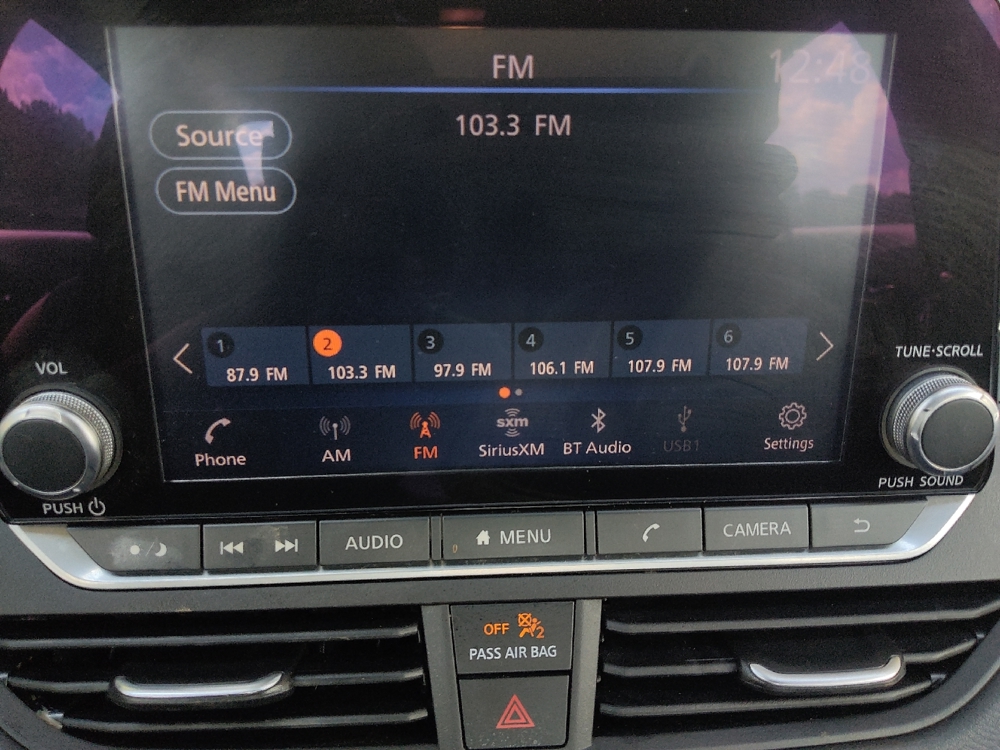 FM
12:48
103.3 FM
Source
FM Menu
1
2
3
4
5
6
87.9 FM
103.3 FM
97.9 FM
106.1 FM
107.9 FM
107.9 FM
VOL
TUNE·SCROLL
Phone
AM
FM
sxm
SiriusXM
BT Audio
USB1
Settings
PUSH
PUSH SOUND
AUDIO
MENU
CAMERA
OFF
2
PASS AIR BAG